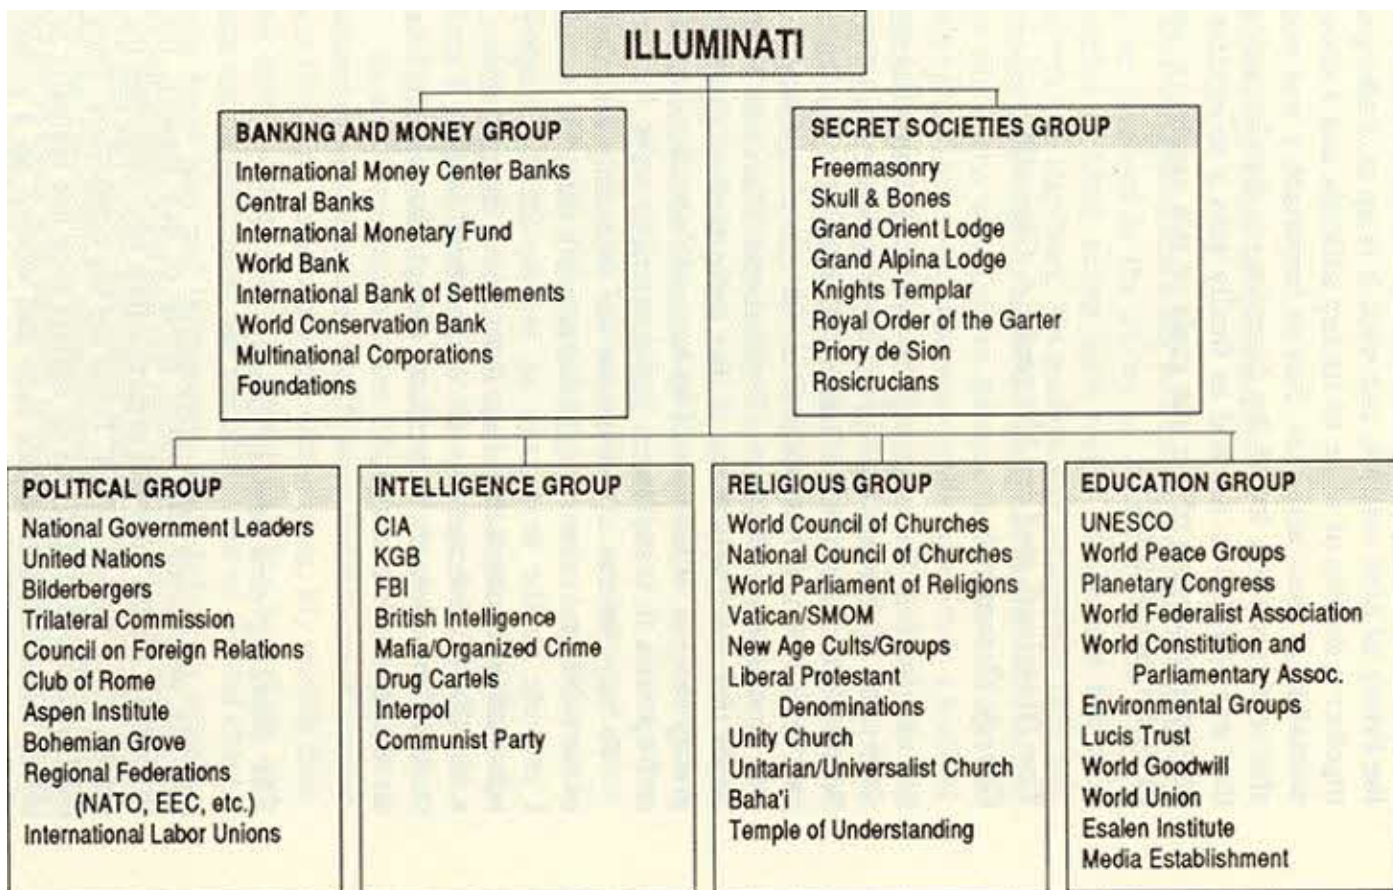 ILLUMINATI
BANKING AND MONEY GROUP
International Money Center Banks
Central Banks
International Monetary Fund
World Bank
International Bank of Settlements
World Conservation Bank
Multinational Corporations
Foundations
SECRET SOCIETIES GROUP
Freemasonry
Skull & Bones
Grand Orient Lodge
Grand Alpina Lodge
Knights Templar
Royal Order of the Garter
Priory de Sion
Rosicrucians
POLITICAL GROUP
National Government Leaders
United Nations
Bilderbergers
Trilateral Commission
Council on Foreign Relations
Club of Rome
Aspen Institute
Bohemian Grove
Regional Federations
(NATO, EEC, etc.)
International Labor Unions
INTELLIGENCE GROUP
CIA
KGB
FBI
British Intelligence
Mafia/Organized Crime
Drug Cartels
Interpol
Communist Party
RELIGIOUS GROUP
World Council of Churches
National Council of Churches
World Parliament of Religions
Vatican/SMOM
New Age Cults/Groups
Liberal Protestant
Denominations
Unity Church
Unitarian/Universalist Church
Baha'i
Temple of Understanding
EDUCATION GROUP
UNESCO
World Peace Groups
Planetary Congress
World Federalist Association
World Constitution and
Parliamentary Assoc.
Environmental Groups
Lucis Trust
World Goodwill
World Union
Esalen Institute
Media Establishment